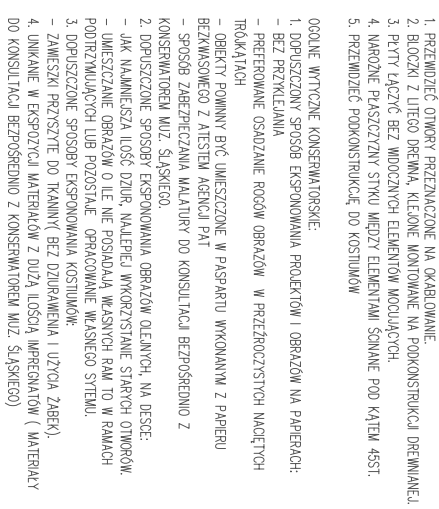 1. PRZEWIDZIEĆ OTWORY PRZEZNACZONE NA OKABLOWANIE.
2. BLOCZKI Z LITEGO DREWNA, KLEJONE MONTOWANE NA PODKONSTRUKCJI DREWNIANEJ.
3. PŁYTY ŁĄCZYĆ BEZ WIDOCZNYCH ELEMENTÓW MOCUJĄCYCH.
4. NAROŻNE PŁASZCZYZNY STYKU MIĘDZY ELEMENTAMI ŚCINANE POD KĄTEM 45ST.
5. PRZEWIDZIEĆ PODKONSTRUKCJĘ DO KOSTIUMÓW
OGÓLNE WYTYCZNE KONSERWATORSKIE:
1. DOPUSZCZONY SPOSÓB EKSPONOWANIA PROJEKTÓW I OBRAZÓW NA PAPIERACH:
- BEZ PRZYKLEJANIA
- PREFEROWANE OSADZANIE ROGÓW OBRAZÓW W PRZEŹROCZYSTYCH NACIĘTYCH
TRÓJKĄTACH
- OBIEKTY POWINNY BYĆ UMIESZCZONE W PASPARTU WYKONANYM Z PAPIERU
BEZKWASOWEGO Z ATESTEM AGENCJI PAT
- SPOSÓB ZABEZPIECZANIA MALATURY DO KONSULTACJI BEZPOŚREDNIO Z
KONSERWATOREM MUZ. ŚLĄSKIEGO.
2. DOPUSZCZONE SPOSOBY EKSPONOWANIA OBRAZÓW OLEJNYCH, NA DESCE:
- JAK NAJMNIEJSZA ILOŚĆ DZIUR, NAJLEPIEJ WYKORZYSTANIE STARYCH OTWORÓW.
- UMIESZCZANIE OBRAZÓW O ILE NIE POSIADAJĄ WŁASNYCH RAM TO W RAMACH
PODTRZYMUJĄCYCH LUB POZOSTAJE OPRACOWANIE WŁASNEGO SYTEMU.
3. DOPUSZCZONE SPOSOBY EKSPONOWANIA KOSTIUMÓW:
- ZAWIESZKI PRZYSZYTE DO TKANINY( BEZ DZIURAWIENIA I UŻYCIA ŻABEK).
4. UNIKANIE W EKSPOZYCJI MATERIAŁÓW Z DUŻĄ ILOŚCIĄ IMPREGNATÓW ( MATERIAŁY
DO KONSULTACJI BEZPOŚREDNIO Z KONSERWATOREM MUZ. ŚLĄSKIEGO)